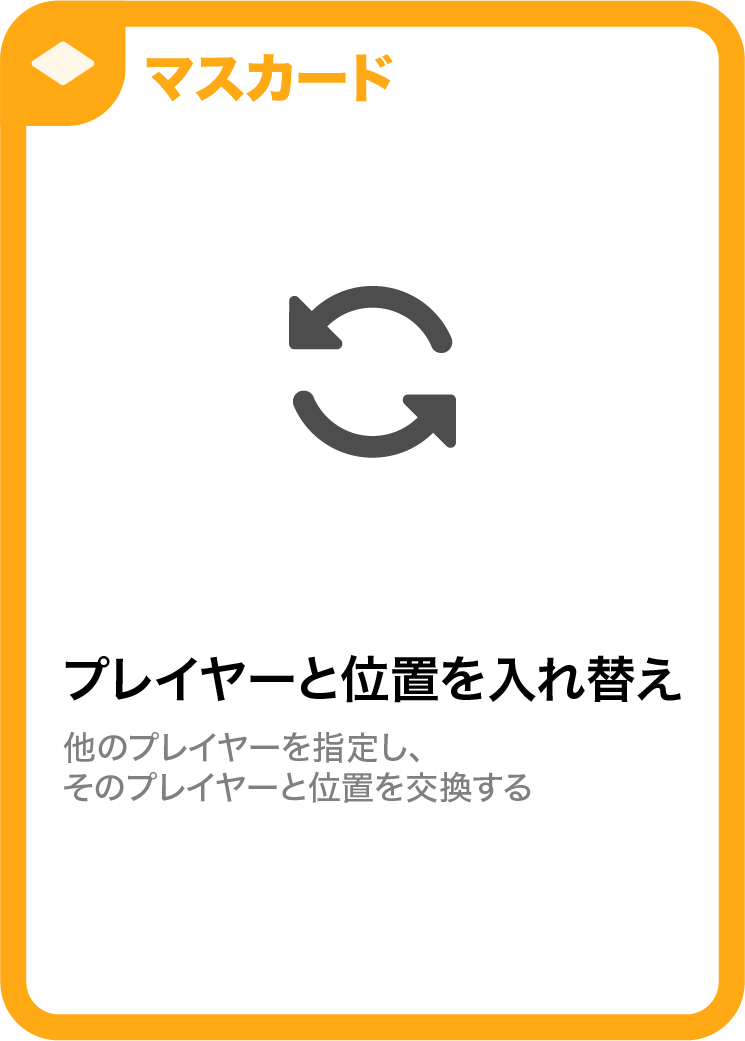 マスカード
プレイヤーと位置を入れ替え
他のプレイヤーを指定し、
そのプレイヤーと位置を交換する